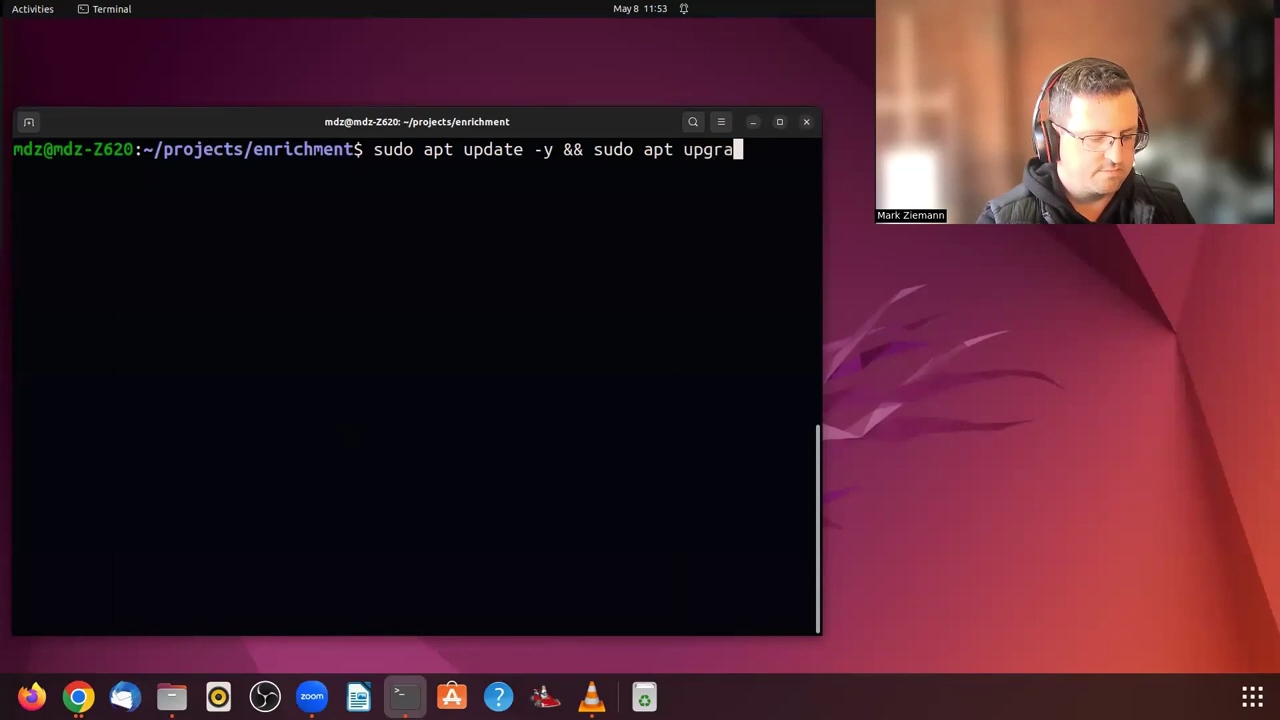 Activities
Terminal
May 8 11:53
Mark Ziemann
mdz@mdz-Z620: ~/projects/enrichment
mdz@mdz-Z620:~/projects/enrichment$ sudo apt update -y && sudo apt upgra
>_
zoom
?